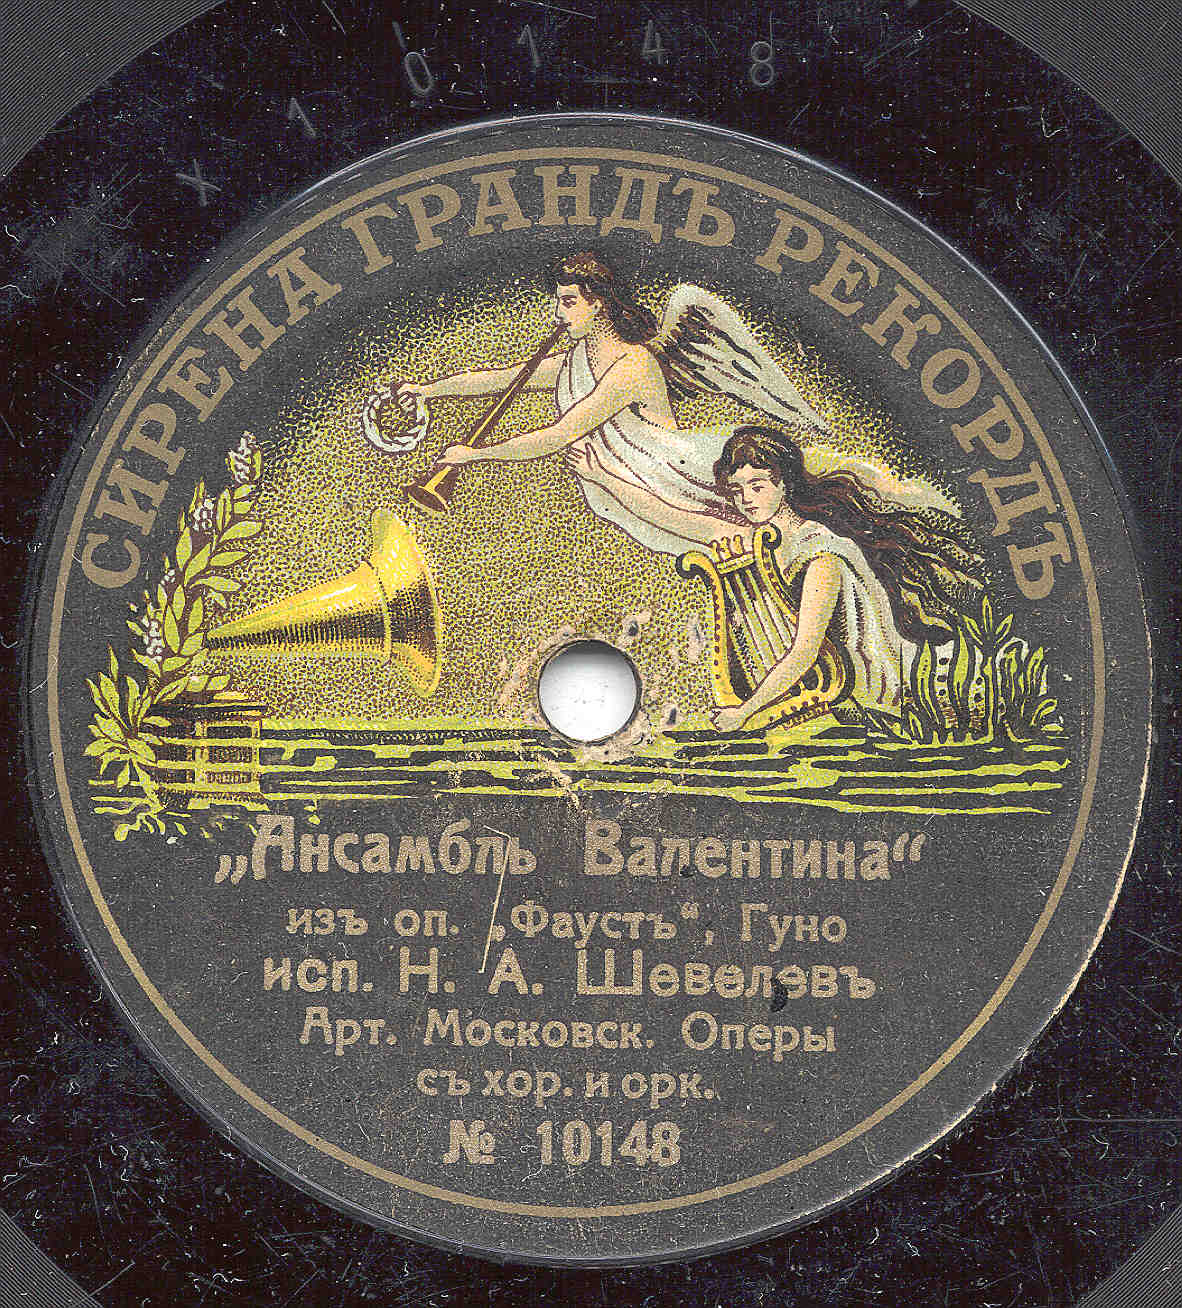 x 10148
СИРЕНА ГРАНДЪ РЕКОРДЪ
„Ансамбль Валентина“
изъ оп. „Фаустъ“, Гуно
исп. Н. А. Шевелевъ
Арт. Московск. Оперы
съ хор. и орк.
№ 10148